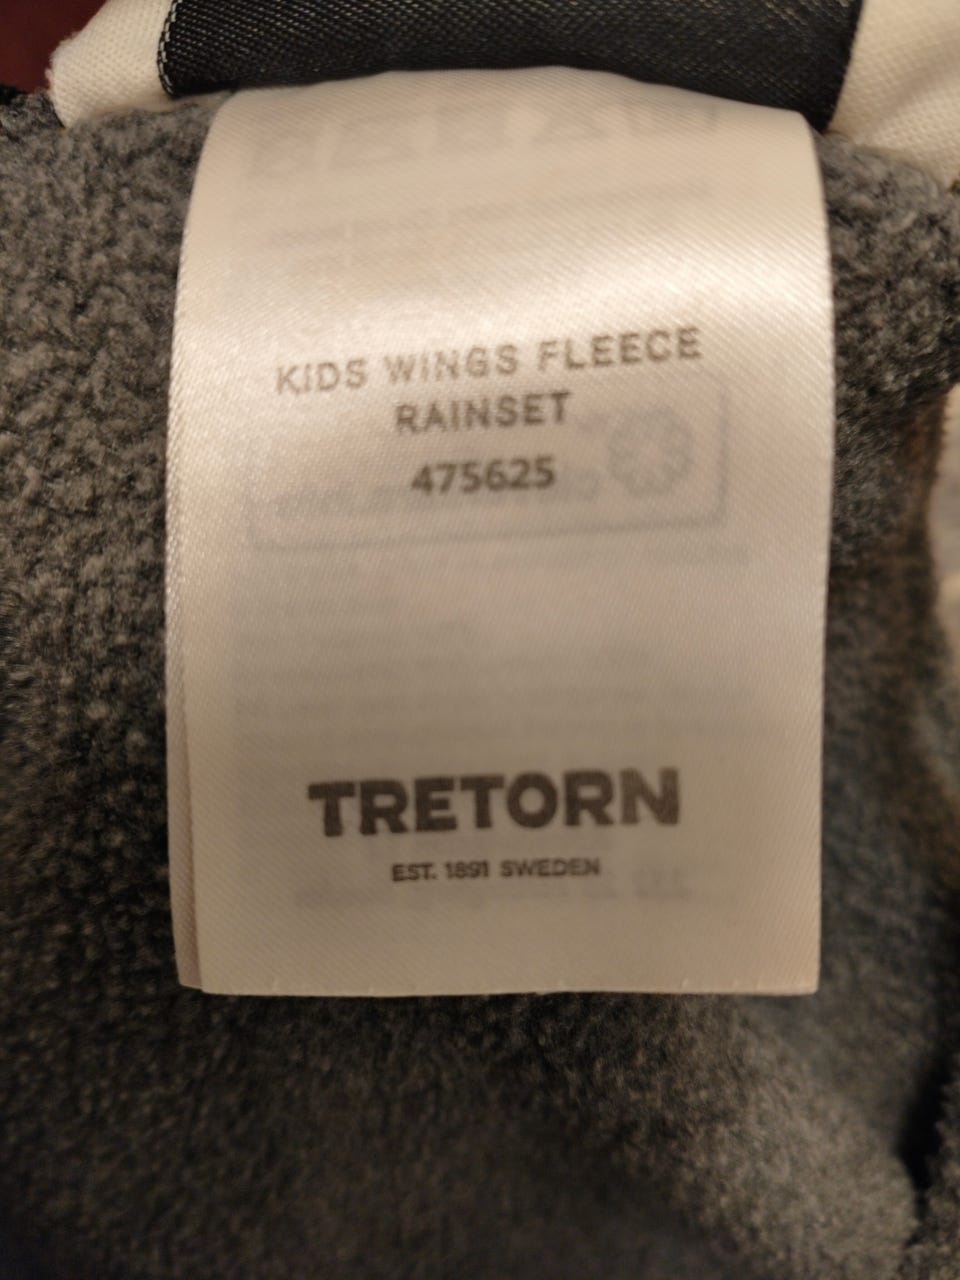 KIDS WINGS FLEECE
RAINSET
475625
TRETORN
EST. 1891 SWEDEN